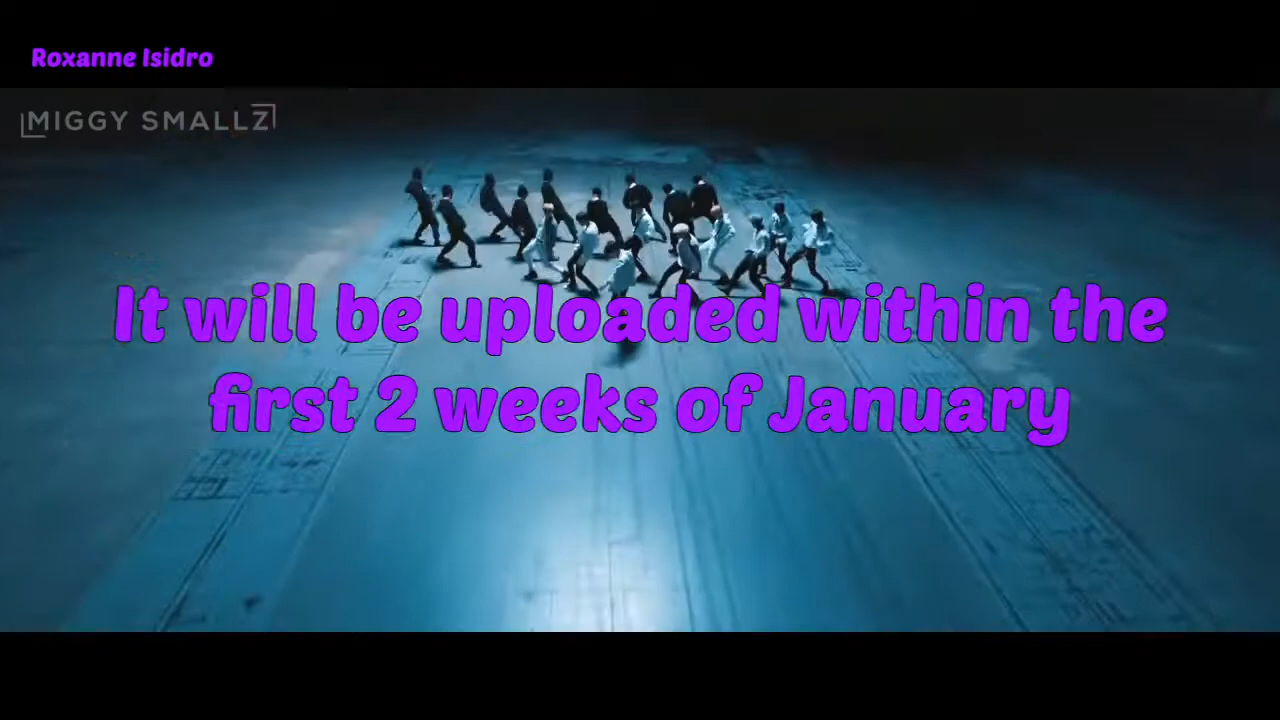 Roxanne Isidro
MIGGY SMALLZ
It will be uploaded within the
first 2 weeks of January